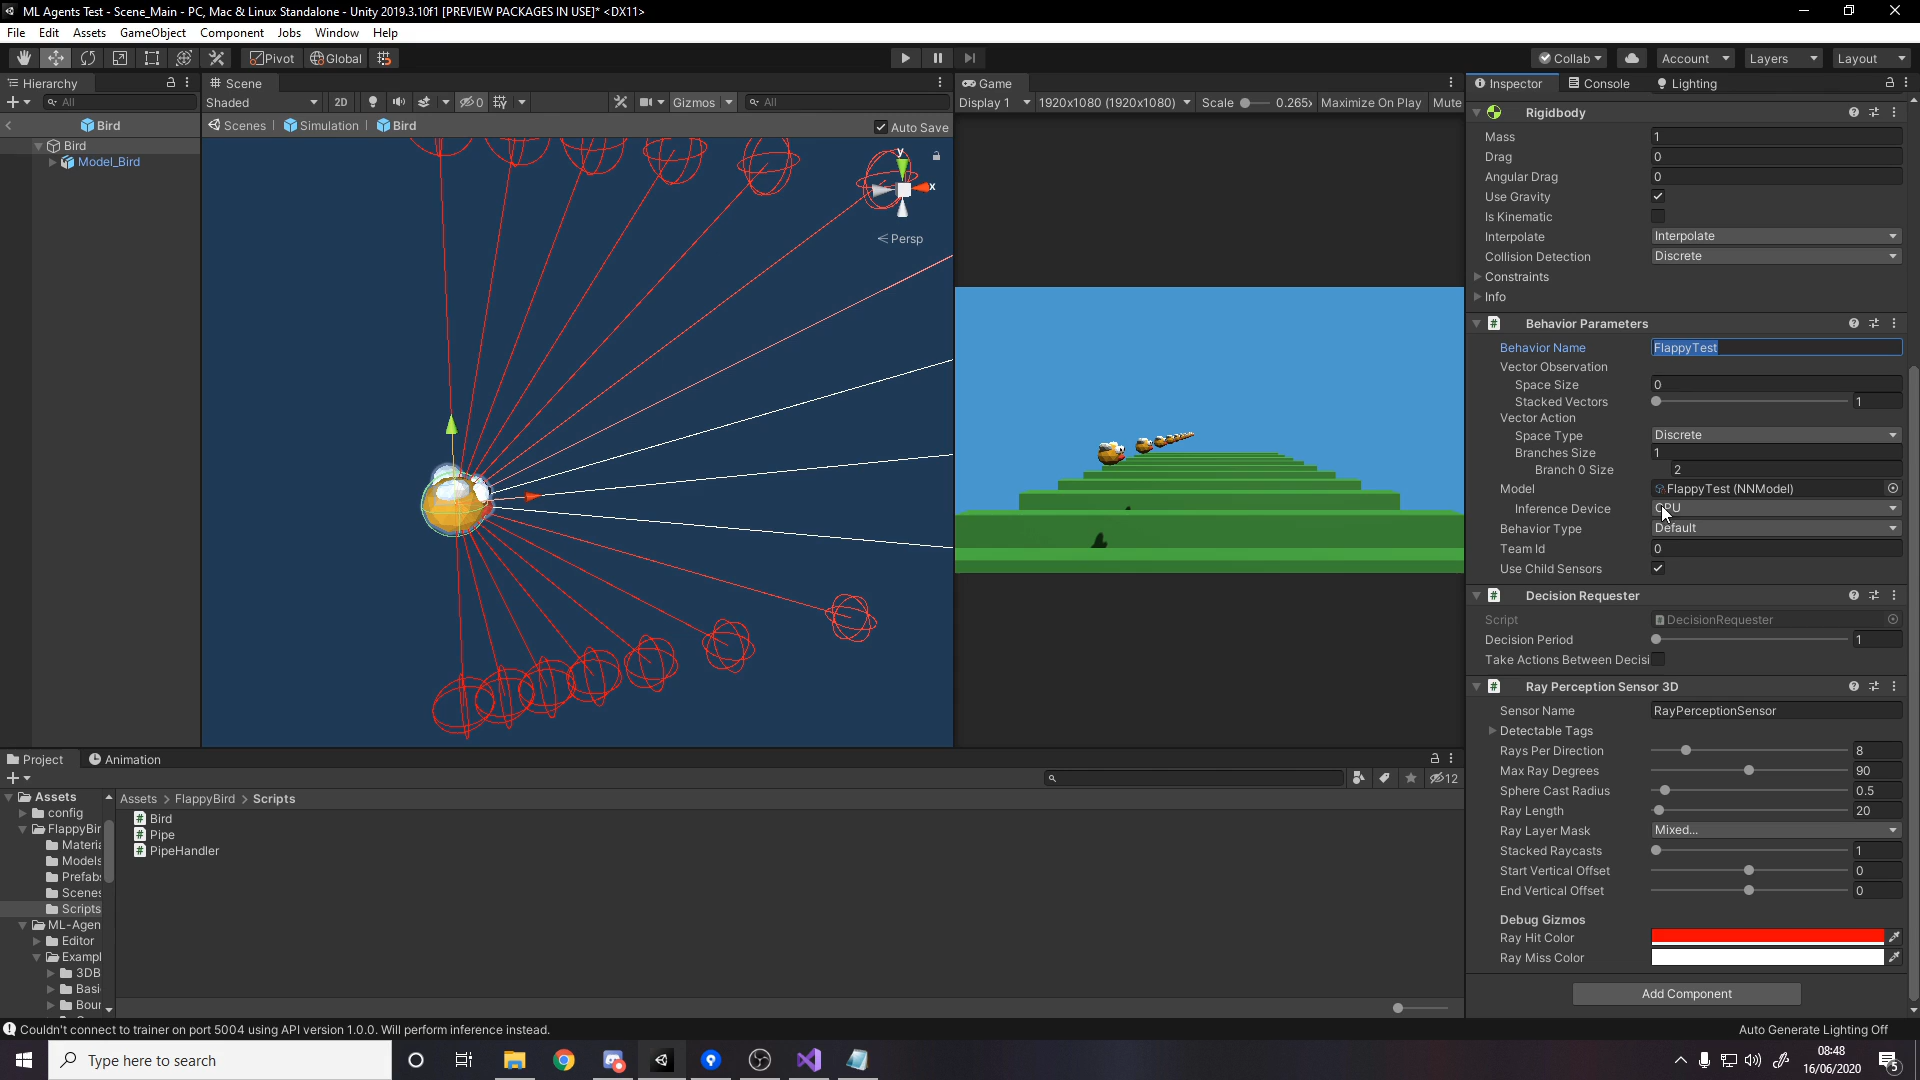 ML Agents Test - Scene_Main - PC, Mac & Linux Standalone - Unity 2019.3.10f1 [PREVIEW PACKAGES IN USE]* <DX11>
File Edit Assets GameObject Component Jobs Window Help
Pivot Global Collab Account Layers Layout
Hierarchy Scene Game Inspector Console Lighting
All Shaded 2D 0 Gizmos All Display 1 1920x1080 (1920x1080) Scale 0.265x Maximize On Play Mute
Bird Scenes Simulation Bird Auto Save
Bird
Model_Bird
y
x
Persp
Rigidbody
Mass 1
Drag 0
Angular Drag 0
Use Gravity
Is Kinematic
Interpolate Interpolate
Collision Detection Discrete
Constraints
Info
Behavior Parameters
Behavior Name FlappyTest
Vector Observation
Space Size 0
Stacked Vectors 1
Vector Action
Space Type Discrete
Branches Size 1
Branch 0 Size 2
Model FlappyTest (NNModel)
Inference Device
Behavior Type Default
Team Id 0
Use Child Sensors
Decision Requester
Script DecisionRequester
Decision Period 1
Take Actions Between Decisi
Ray Perception Sensor 3D
Sensor Name RayPerceptionSensor
Detectable Tags
Rays Per Direction 8
Max Ray Degrees 90
Sphere Cast Radius 0.5
Ray Length 20
Ray Layer Mask Mixed...
Stacked Raycasts 1
Start Vertical Offset 0
End Vertical Offset 0
Debug Gizmos
Ray Hit Color
Ray Miss Color
Add Component
Project Animation
12
Assets
config
FlappyBir
Materia
Models
Prefabs
Scenes
Scripts
ML-Agen
Editor
Exampl
3DB
Basi
Boun
Assets > FlappyBird > Scripts
Bird
Pipe
PipeHandler
Couldn't connect to trainer on port 5004 using API version 1.0.0. Will perform inference instead.
Auto Generate Lighting Off
Type here to search
08:48
16/06/2020
5